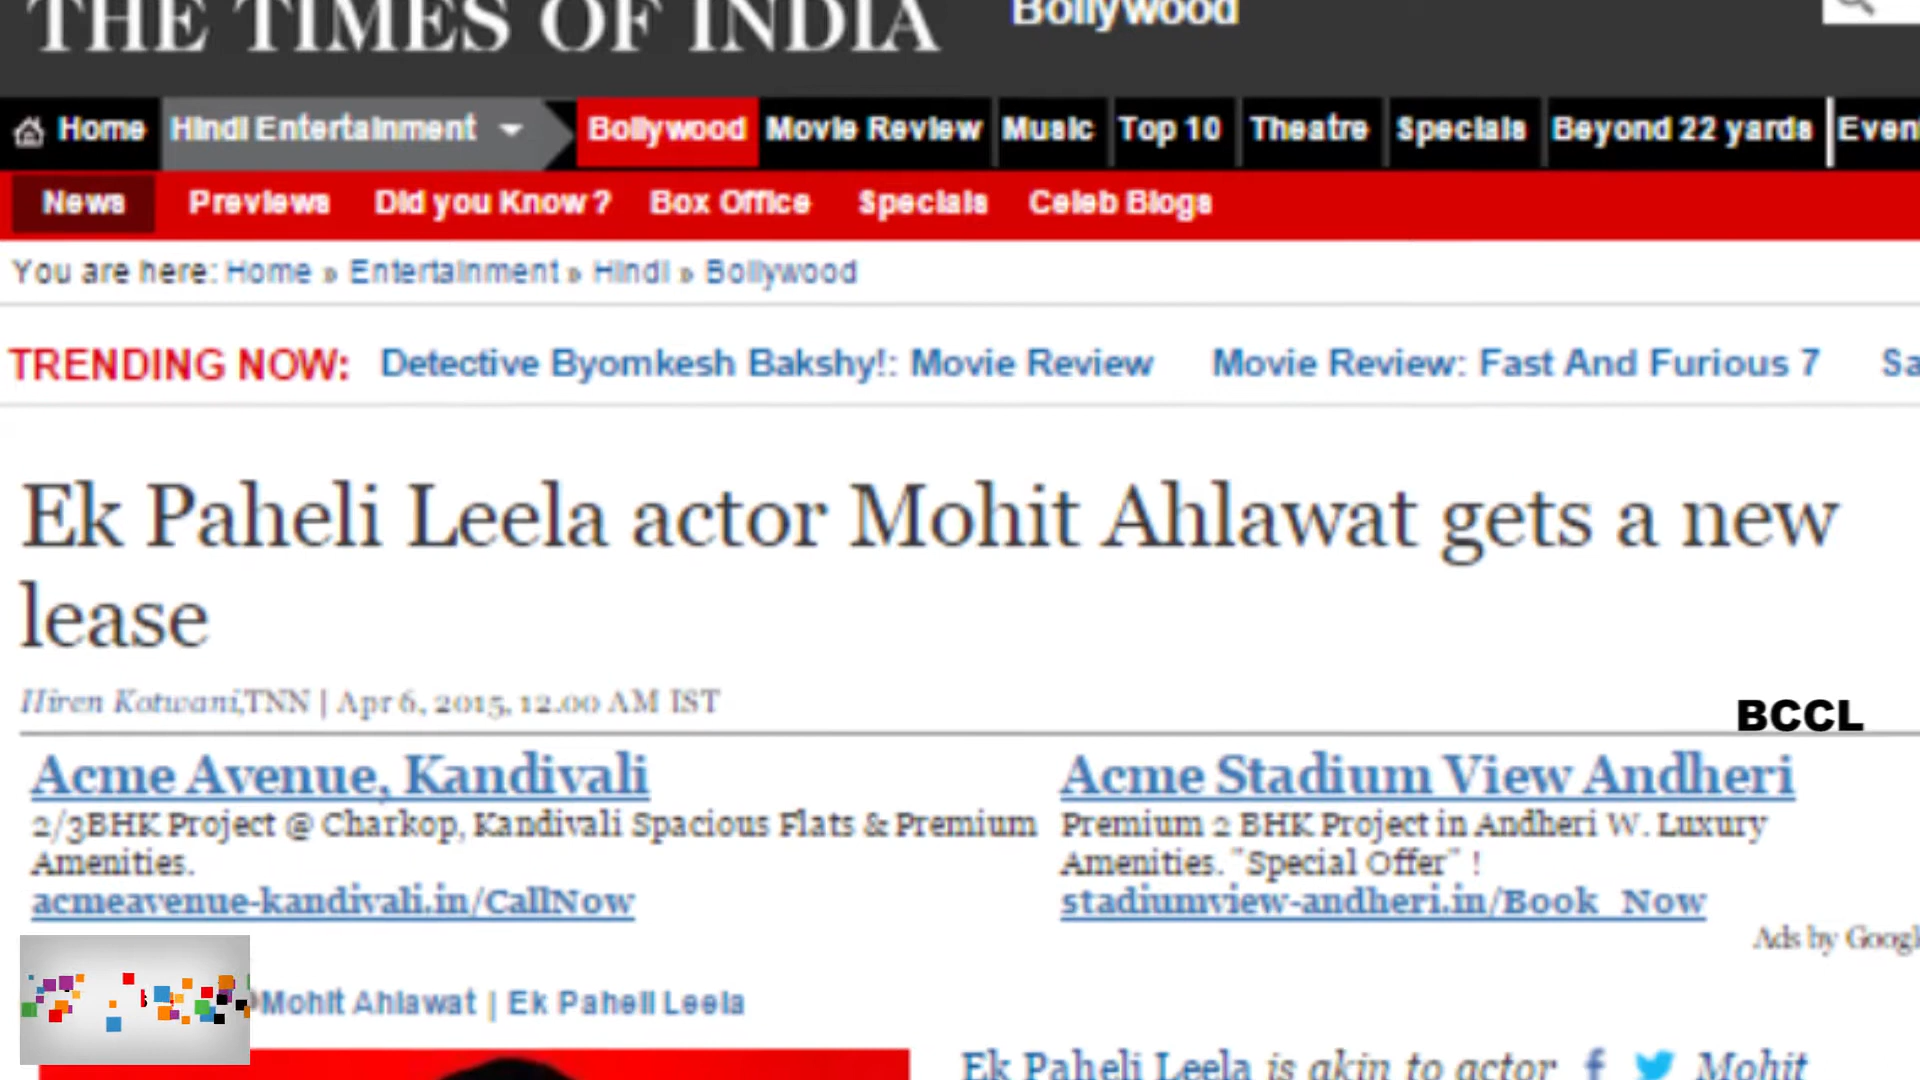 THE TIMES OF INDIA Bollywood
Home Hindi Entertainment Bollywood Movie Review Music Top 10 Theatre Specials Beyond 22 yards
News Previews Did you Know? Box Office Specials Celeb Blogs
You are here: Home » Entertainment » Hindi » Bollywood
TRENDING NOW: Detective Byomkesh Bakshy!: Movie Review Movie Review: Fast And Furious 7
Ek Paheli Leela actor Mohit Ahlawat gets a new
lease
Hiren Kotwani,TNN | Apr 6, 2015, 12.00 AM IST
BCCL
Acme Avenue, Kandivali
2/3BHK Project @ Charkop, Kandivali Spacious Flats & Premium
Amenities.
acmeavenue-kandivali.in/CallNow
Acme Stadium View Andheri
Premium 2 BHK Project in Andheri W. Luxury
Amenities. "Special Offer" !
stadiumview-andheri.in/Book_Now
Ads by
Mohit Ahlawat | Ek Paheli Leela
Ek Paheli Leela is akin to actor Mohit